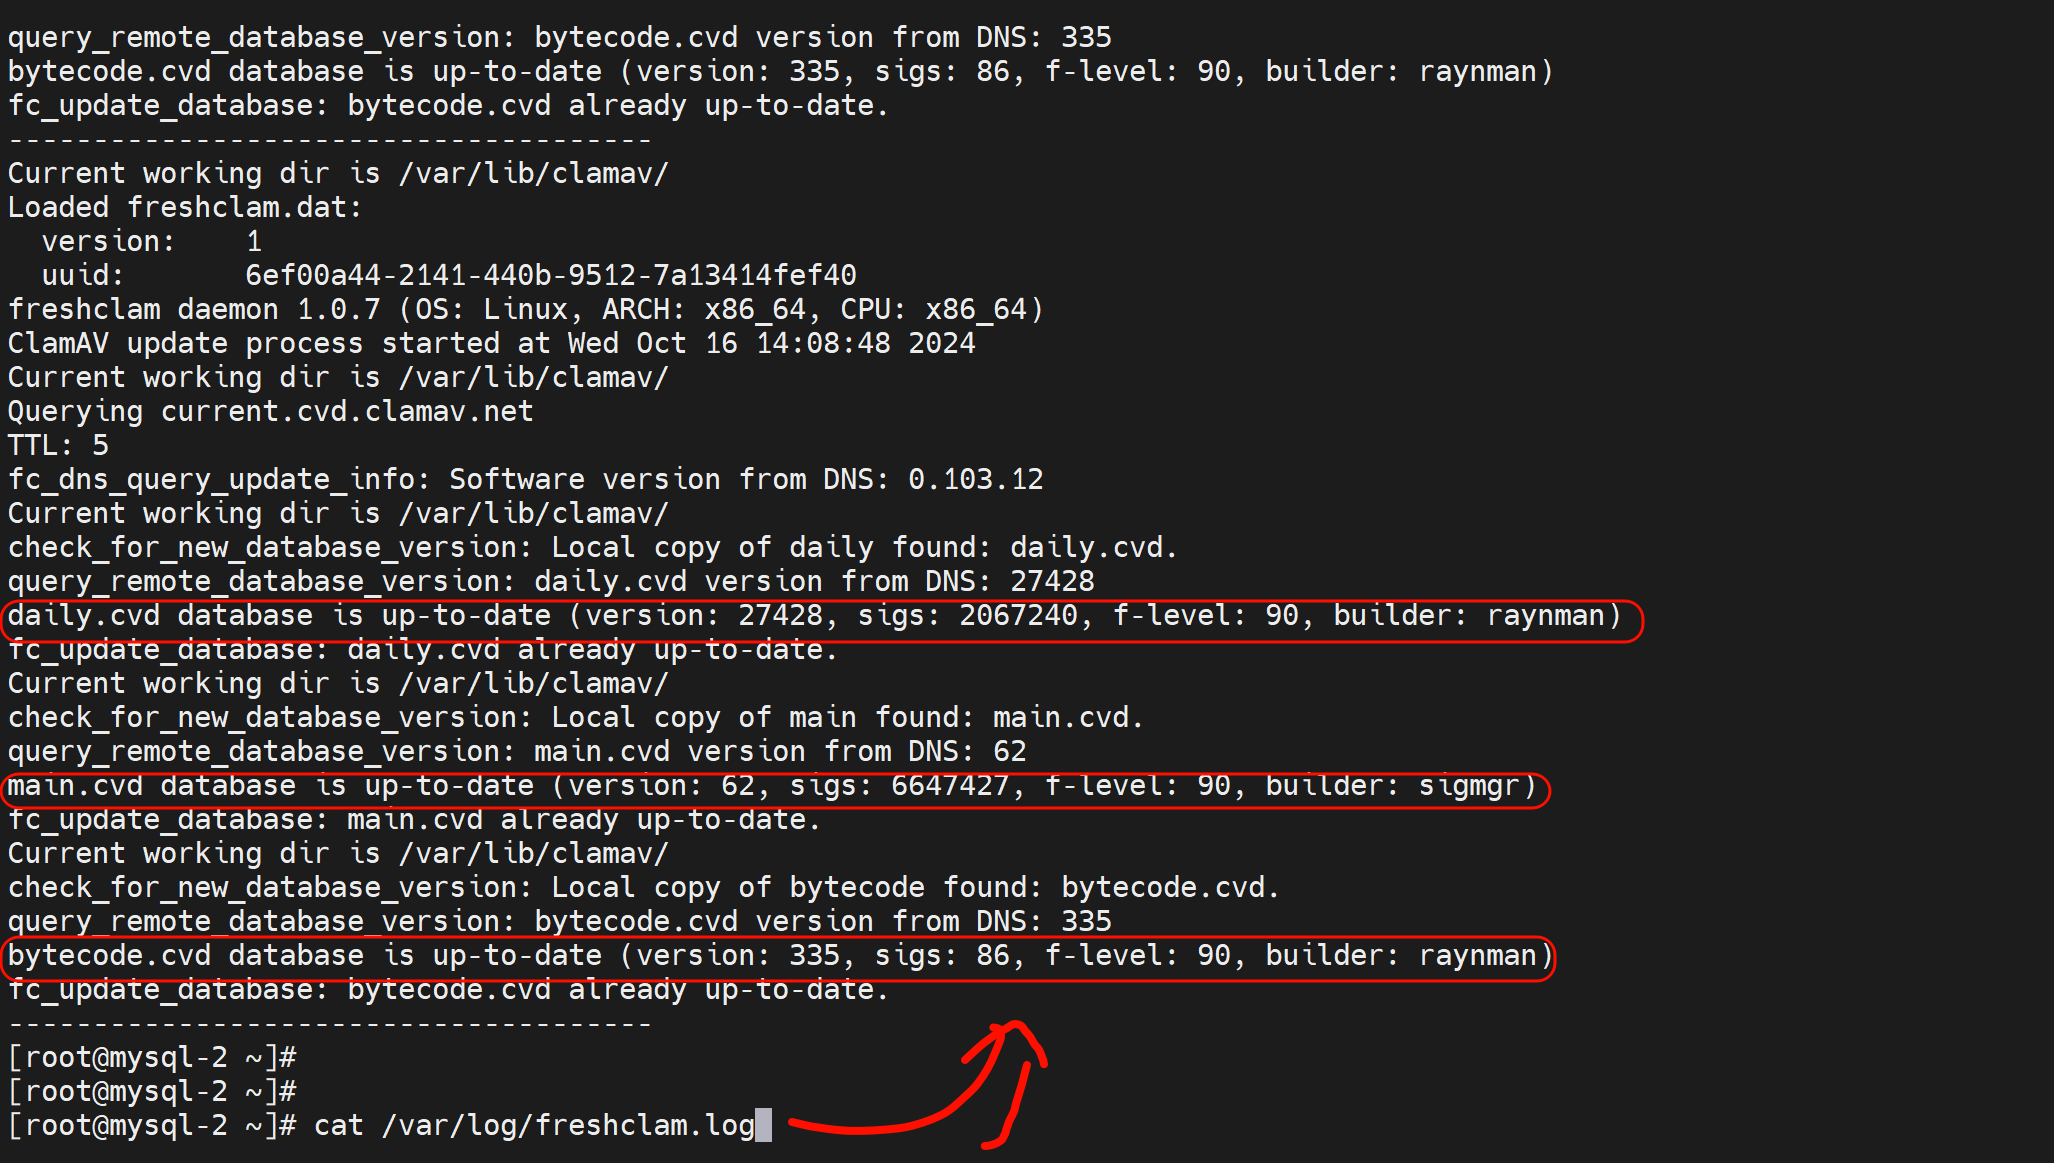 query_remote_database_version: bytecode.cvd version from DNS: 335
bytecode.cvd database is up-to-date (version: 335, sigs: 86, f-level: 90, builder: raynman)
fc_update_database: bytecode.cvd already up-to-date.
--------------------------------------
Current working dir is /var/lib/clamav/
Loaded freshclam.dat:
  version:    1
  uuid:       6ef00a44-2141-440b-9512-7a13414fef40
freshclam daemon 1.0.7 (OS: Linux, ARCH: x86_64, CPU: x86_64)
ClamAV update process started at Wed Oct 16 14:08:48 2024
Current working dir is /var/lib/clamav/
Querying current.cvd.clamav.net
TTL: 5
fc_dns_query_update_info: Software version from DNS: 0.103.12
Current working dir is /var/lib/clamav/
check_for_new_database_version: Local copy of daily found: daily.cvd.
query_remote_database_version: daily.cvd version from DNS: 27428
daily.cvd database is up-to-date (version: 27428, sigs: 2067240, f-level: 90, builder: raynman)
fc_update_database: daily.cvd already up-to-date.
Current working dir is /var/lib/clamav/
check_for_new_database_version: Local copy of main found: main.cvd.
query_remote_database_version: main.cvd version from DNS: 62
main.cvd database is up-to-date (version: 62, sigs: 6647427, f-level: 90, builder: sigmgr)
fc_update_database: main.cvd already up-to-date.
Current working dir is /var/lib/clamav/
check_for_new_database_version: Local copy of bytecode found: bytecode.cvd.
query_remote_database_version: bytecode.cvd version from DNS: 335
bytecode.cvd database is up-to-date (version: 335, sigs: 86, f-level: 90, builder: raynman)
fc_update_database: bytecode.cvd already up-to-date.
--------------------------------------
[root@mysql-2 ~]#
[root@mysql-2 ~]#
[root@mysql-2 ~]# cat /var/log/freshclam.log